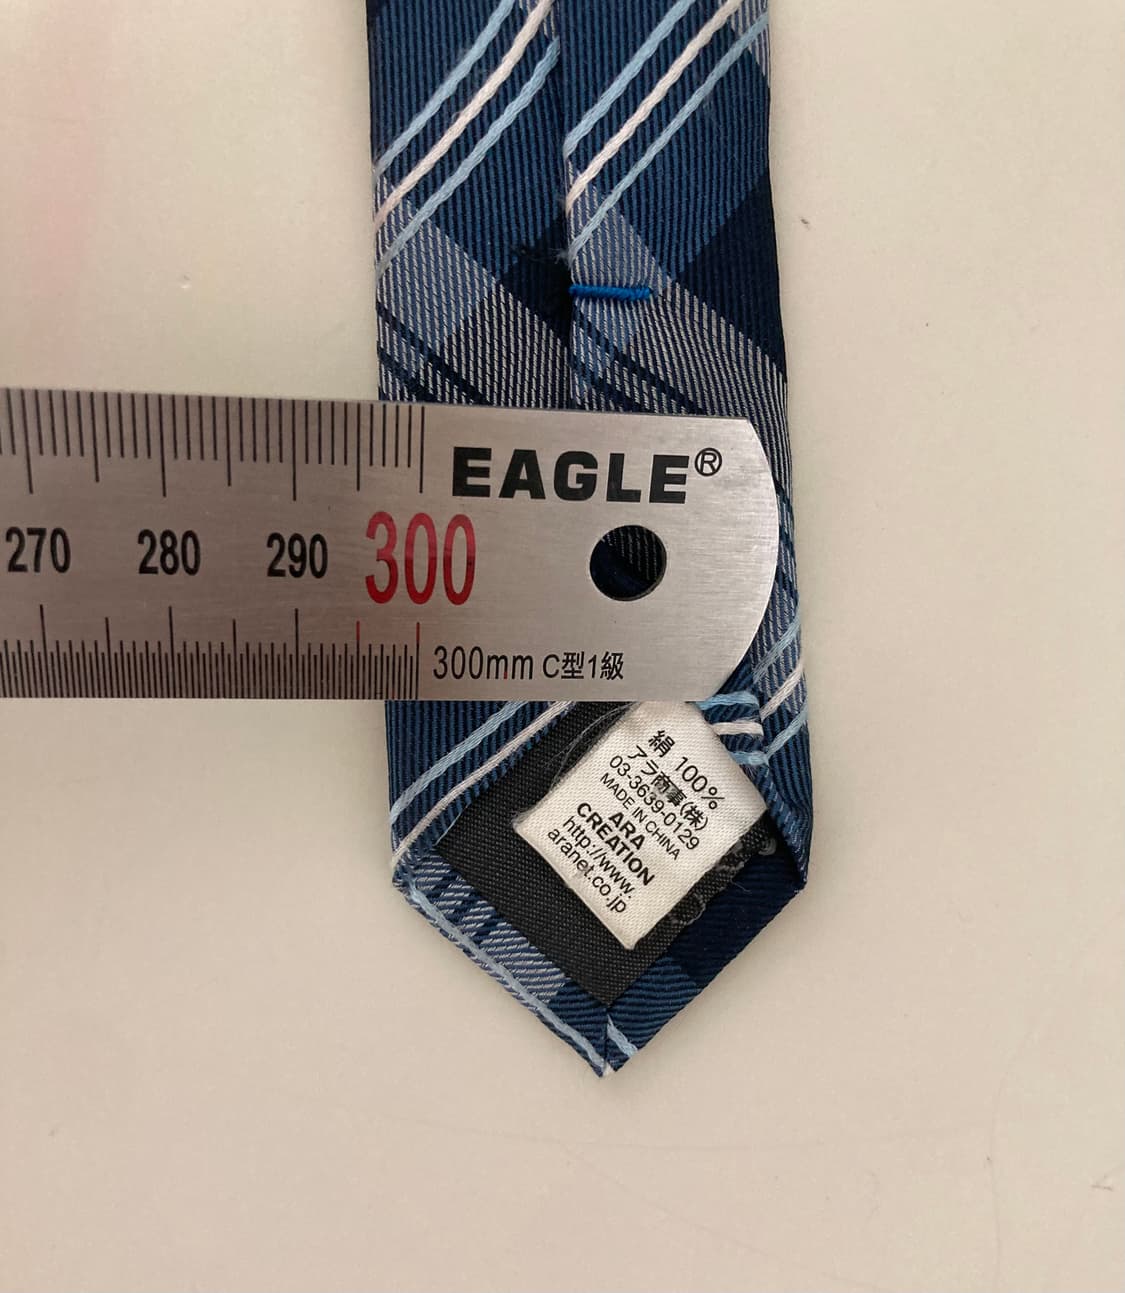 EAGLE®
270 280 290 300
300mm C型1級
絹 100%
アラ商事(株)
03-3639-0129
MADE IN CHINA
ARA
CREATION
http://www.
aranet.co.jp